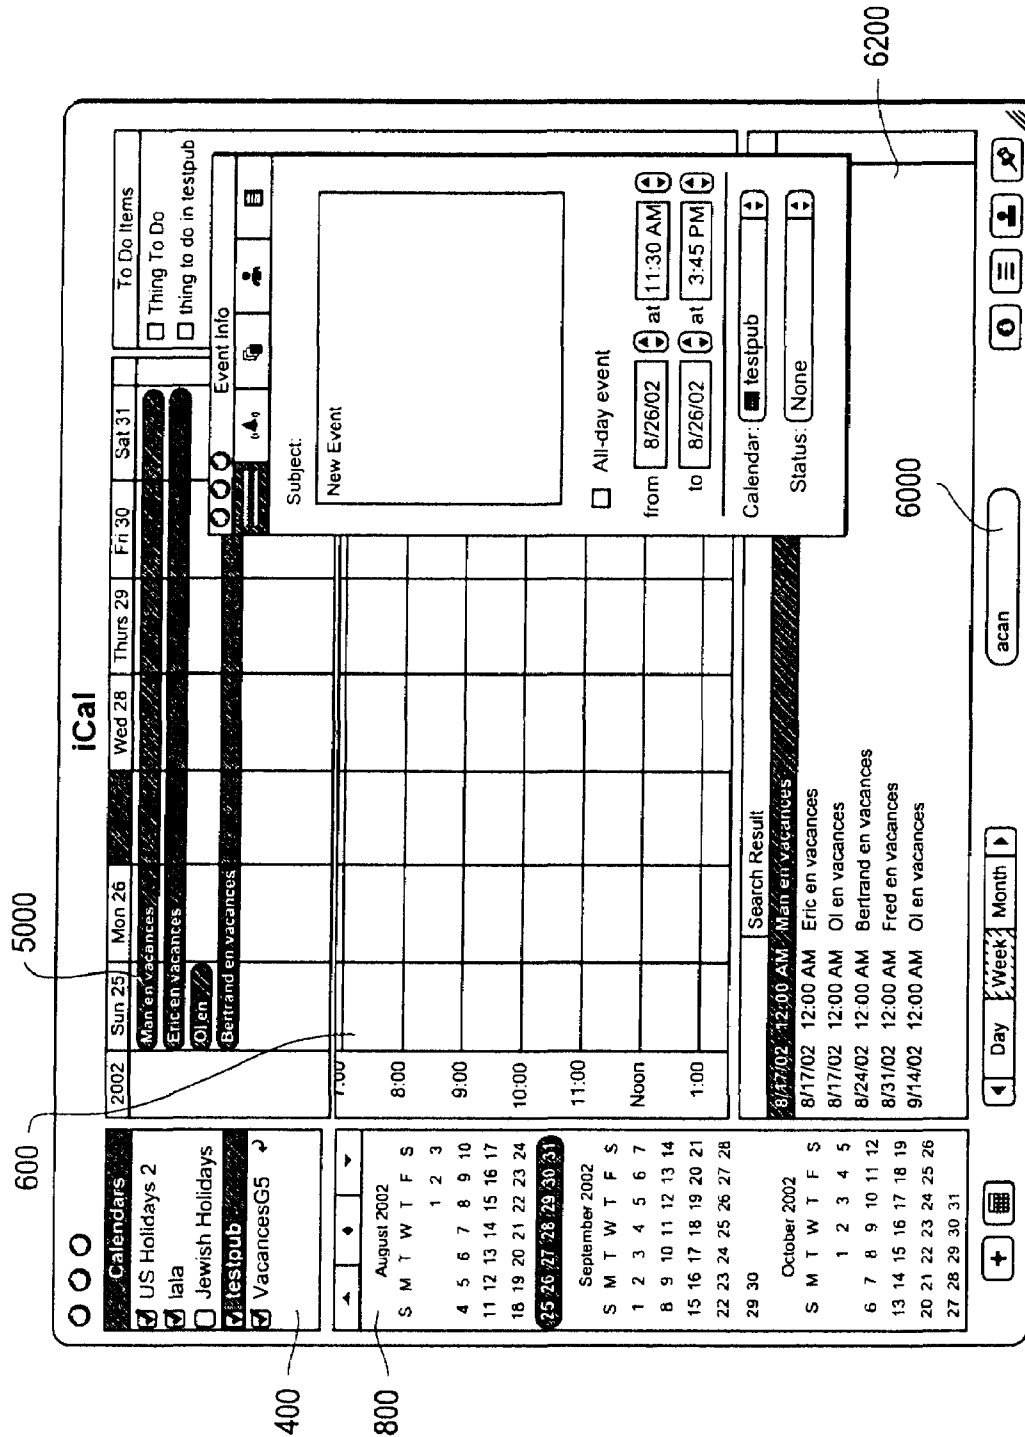 iCal
600
5000
Calendars
US Holidays 2
lala
Jewish Holidays
testpub
VacancesG5
400
800
2002 Sun 25 Mon 26 Wed 28 Thurs 29 Fri 30 Sat 31
Man en vacances
Eric en vacances
Ol en
Bertrand en vacances
To Do Items
Thing To Do
thing to do in testpub
7:00
8:00
9:00
10:00
11:00
Noon
1:00
August 2002
S M T W T F S
1 2 3
4 5 6 7 8 9 10
11 12 13 14 15 16 17
18 19 20 21 22 23 24
25 26 27 28 29 30 31
September 2002
S M T W T F S
1 2 3 4 5 6 7
8 9 10 11 12 13 14
15 16 17 18 19 20 21
22 23 24 25 26 27 28
29 30
October 2002
S M T W T F S
1 2 3 4 5
6 7 8 9 10 11 12
13 14 15 16 17 18 19
20 21 22 23 24 25 26
27 28 29 30 31
Event Info
Subject:
New Event
All-day event
from 8/26/02 at 11:30 AM
to 8/26/02 at 3:45 PM
Calendar: testpub
Status: None
Search Result
8/17/02 12:00 AM Man en vacances
8/17/02 12:00 AM Eric en vacances
8/17/02 12:00 AM Ol en vacances
8/24/02 12:00 AM Bertrand en vacances
8/31/02 12:00 AM Fred en vacances
9/14/02 12:00 AM Ol en vacances
6000
6200
+
Day Week Month
acan